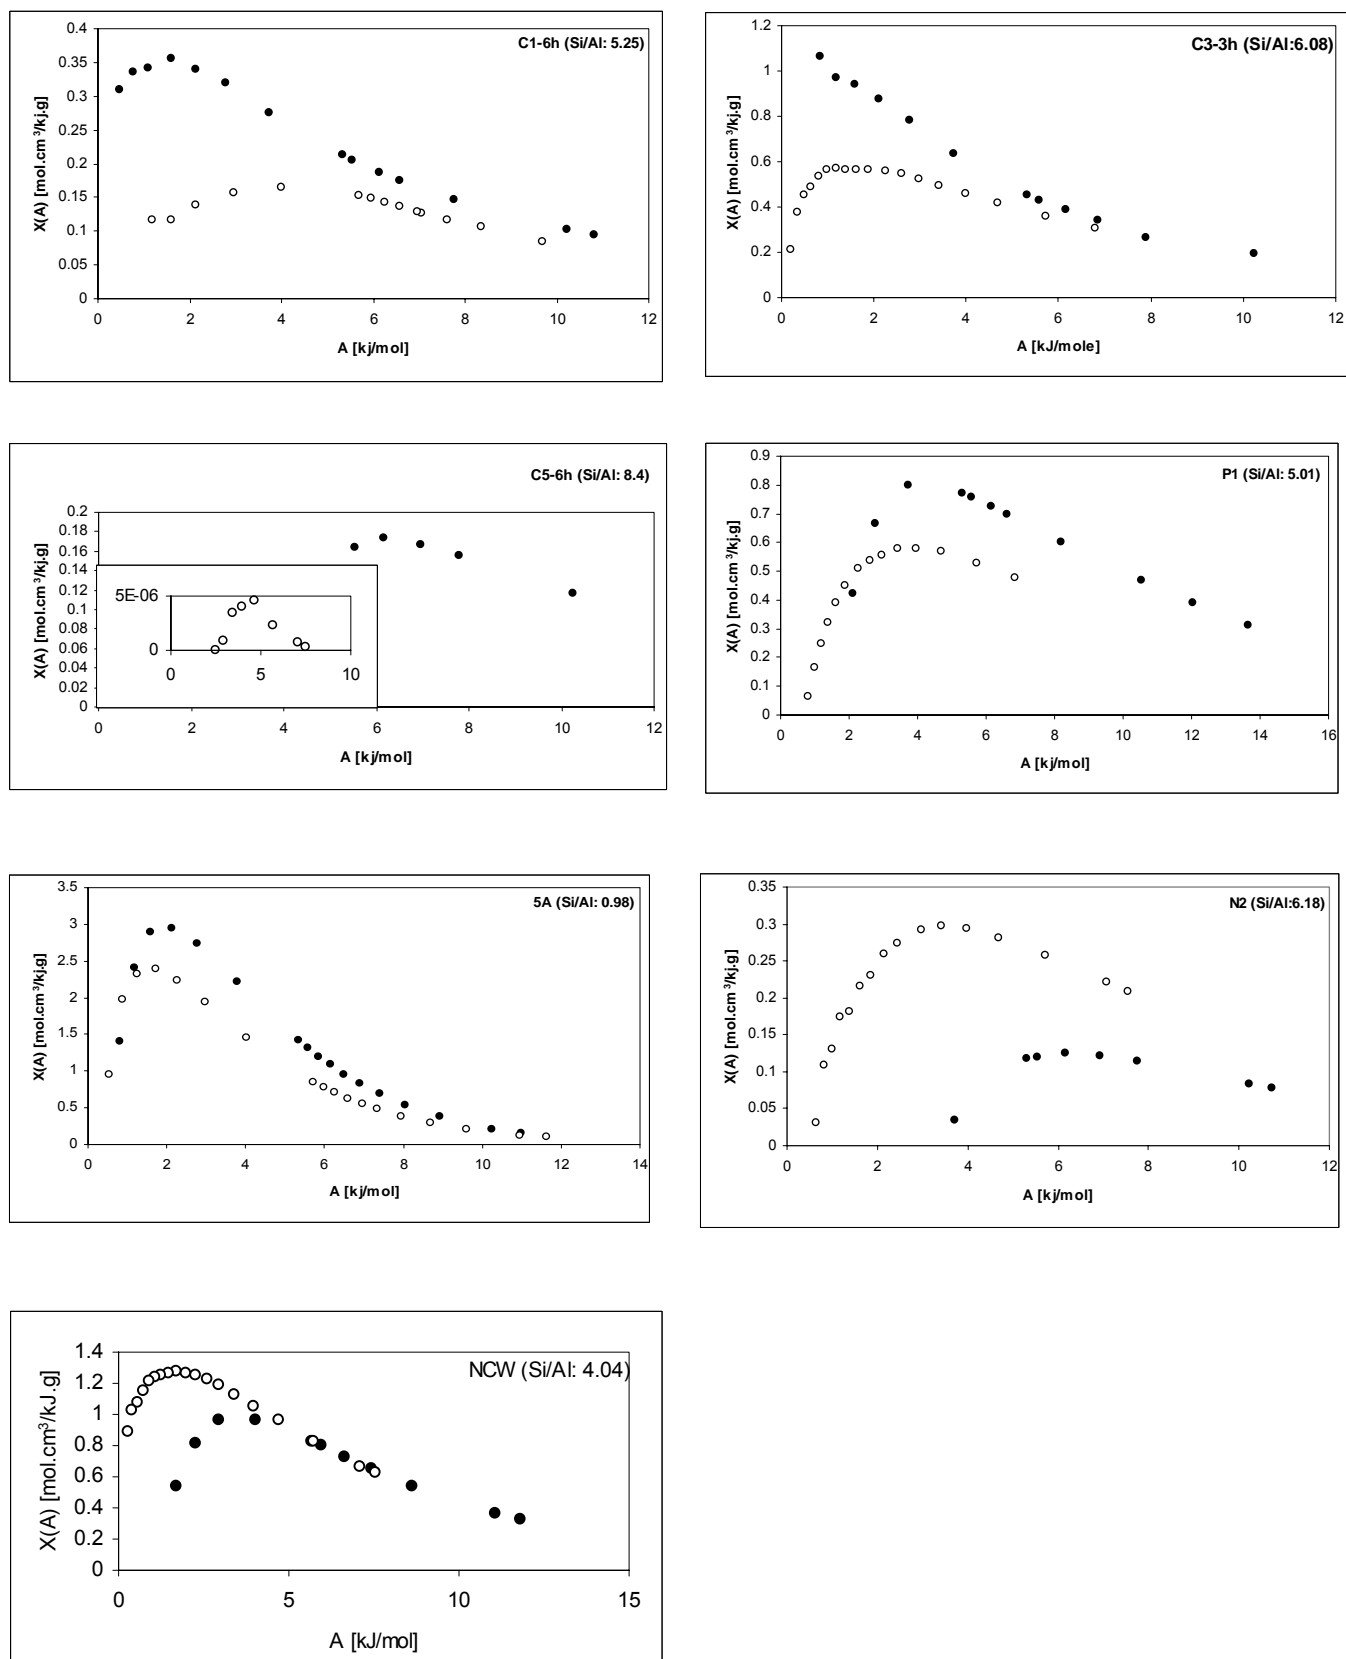 C1-6h (Si/Al: 5.25)
X(A) [mol.cm³/kj.g]
0.4
0.35
0.3
0.25
0.2
0.15
0.1
0.05
0
0 2 4 6 8 10 12
A [kj/mol]
C3-3h (Si/Al:6.08)
X(A) [mol.cm³/kj.g]
1.2
1
0.8
0.6
0.4
0.2
0
0 2 4 6 8 10 12
A [kJ/mole]
C5-6h (Si/Al: 8.4)
X(A) [mol.cm³/kj.g]
0.2
0.18
0.16
0.14
0.12
0.1
0.08
0.06
0.04
0.02
0
5E-06
0
0 5 10
0 2 4 6 8 10 12
A [kj/mol]
P1 (Si/Al: 5.01)
X(A) [mol.cm³/kj.g]
0.9
0.8
0.7
0.6
0.5
0.4
0.3
0.2
0.1
0
0 2 4 6 8 10 12 14 16
A [kj/mol]
5A (Si/Al: 0.98)
X(A) [mol.cm³/kj.g]
3.5
3
2.5
2
1.5
1
0.5
0
0 2 4 6 8 10 12 14
A [kj/mol]
N2 (Si/Al:6.18)
X(A) [mol.cm³/kj.g]
0.35
0.3
0.25
0.2
0.15
0.1
0.05
0
0 2 4 6 8 10 12
A [kj/mol]
NCW (Si/Al: 4.04)
X(A) [mol.cm³/kJ.g]
1.4
1.2
1
0.8
0.6
0.4
0.2
0
0 5 10 15
A [kJ/mol]